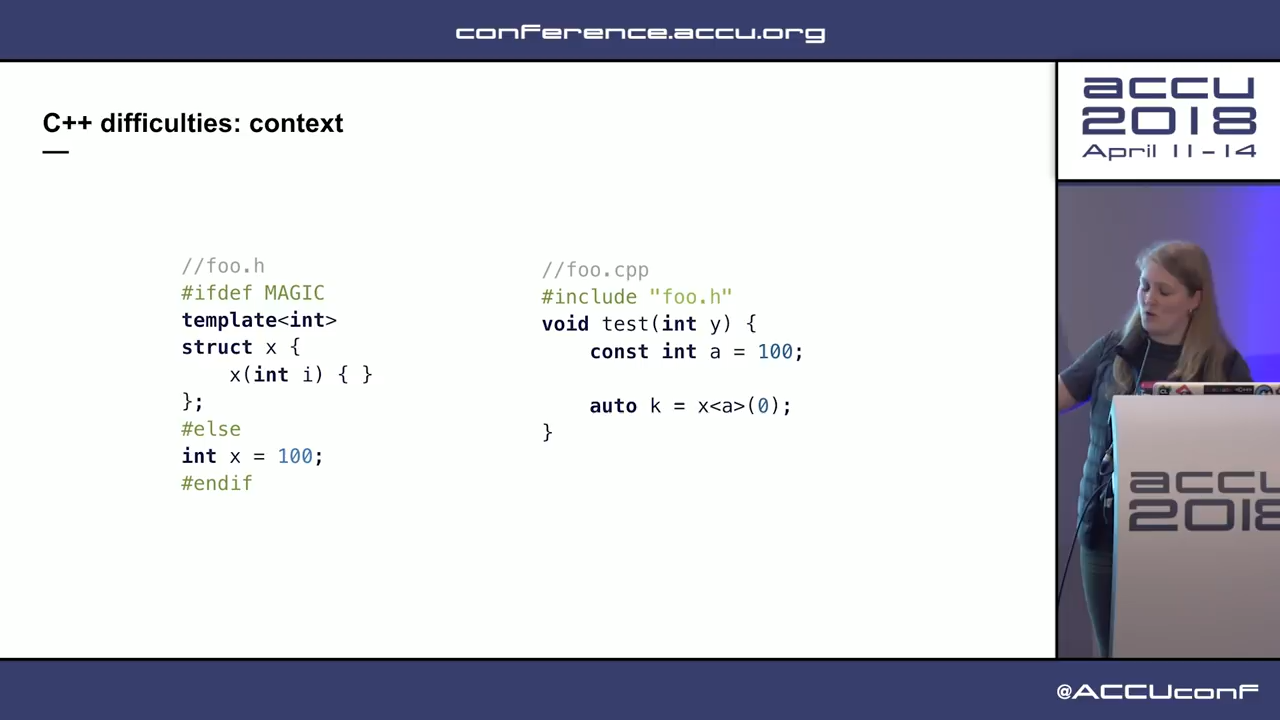 conference.accu.org
C++ difficulties: context
//foo.h
#ifdef MAGIC
template<int>
struct x {
    x(int i) { }
};
#else
int x = 100;
#endif
//foo.cpp
#include "foo.h"
void test(int y) {
    const int a = 100;

    auto k = x<a>(0);
}
accu
2018
April 11-14
accu
2018
@ACCUconf